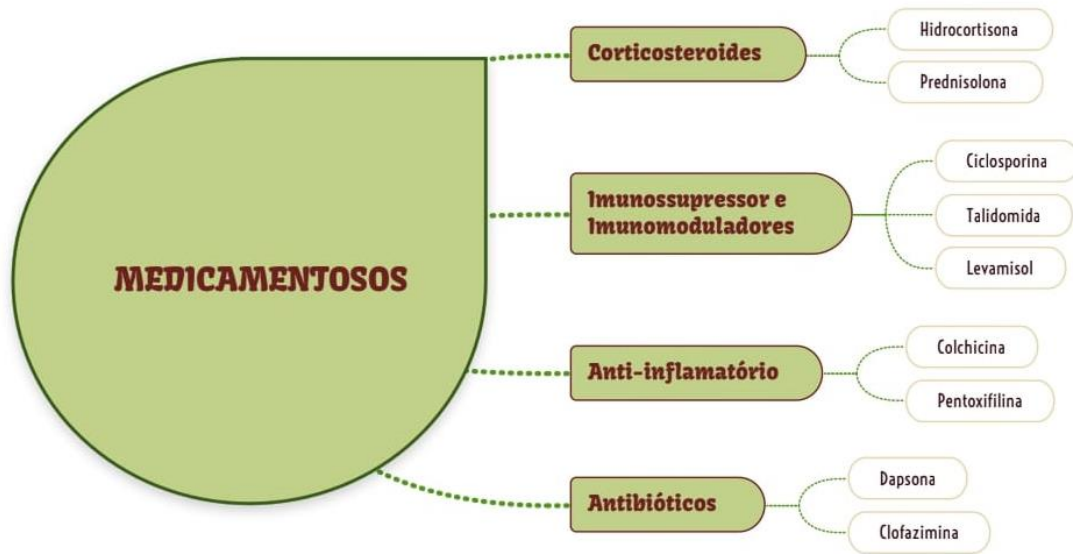 MEDICAMENTOSOS
Corticosteroides
Hidrocortisona
Prednisolona
Imunossupressor e
Imunomoduladores
Ciclosporina
Talidomida
Levamisol
Anti-inflamatório
Colchicina
Pentoxifilina
Antibióticos
Dapsona
Clofazimina